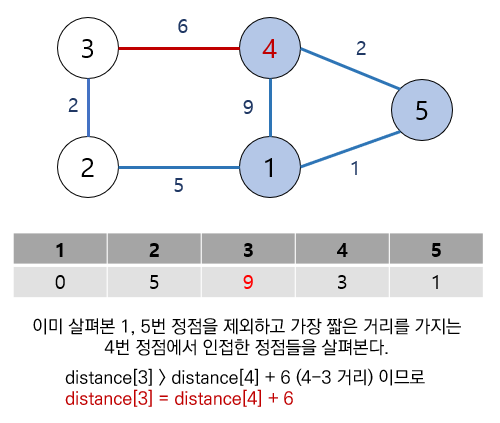 6
3
4
2
2
9
5
2
1
1
5
1 2 3 4 5
0 5 9 3 1
이미 살펴본 1, 5번 정점을 제외하고 가장 짧은 거리를 가지는
4번 정점에서 인접한 정점들을 살펴본다.
distance[3] > distance[4] + 6 (4-3 거리) 이므로
distance[3] = distance[4] + 6